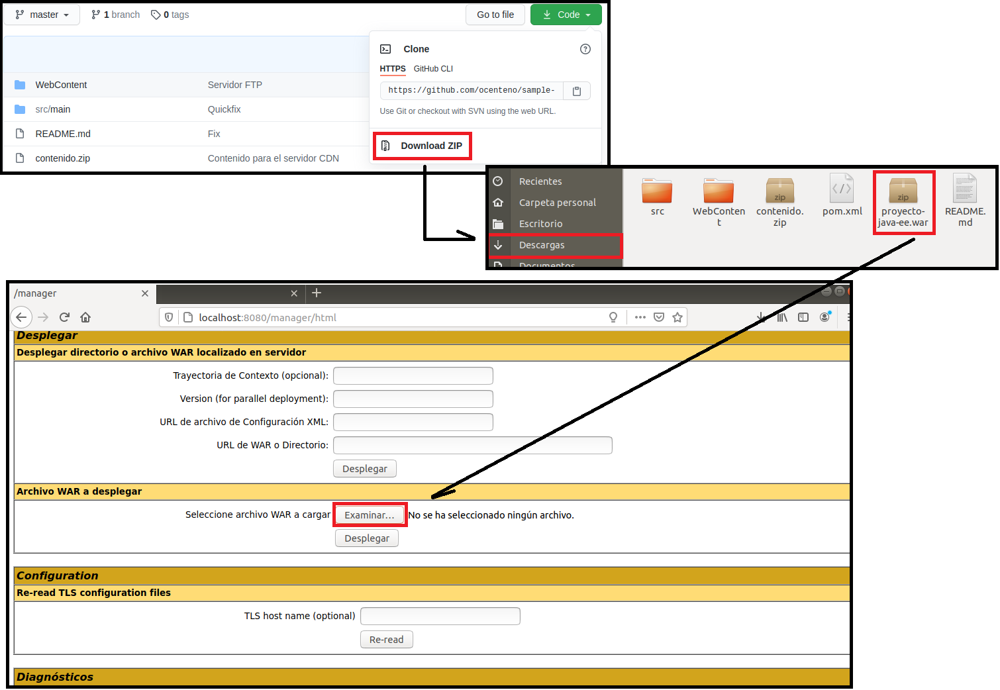 master
1 branch
0 tags
Go to file
Code
Clone
HTTPS GitHub CLI
https://github.com/ocenteno/sample-
Use Git or checkout with SVN using the web URL.
Download ZIP
WebContent Servidor FTP
src/main Quickfix
README.md Fix
contenido.zip Contenido para el servidor CDN
Recientes
Carpeta personal
Escritorio
Descargas
Documentos
src
WebConten
t
zip
contenido.
zip
</>
pom.xml
zip
proyecto-
java-ee.war
README.
md
/manager
localhost:8080/manager/html
Desplegar
Desplegar directorio o archivo WAR localizado en servidor
Trayectoria de Contexto (opcional):
Version (for parallel deployment):
URL de archivo de Configuración XML:
URL de WAR o Directorio:
Desplegar
Archivo WAR a desplegar
Seleccione archivo WAR a cargar Examinar... No se ha seleccionado ningún archivo.
Desplegar
Configuration
Re-read TLS configuration files
TLS host name (optional)
Re-read
Diagnósticos